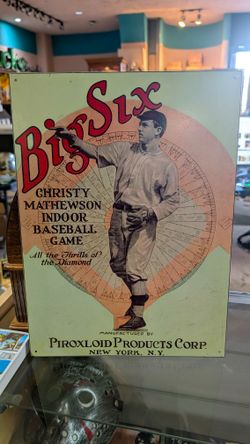 Big Six
CHRISTY
MATHEWSON
INDOOR
BASEBALL
GAME
All the Thrills of
the Diamond
MANUFACTURED BY
PIROXLOID PRODUCTS CORP.
NEW YORK, N.Y.